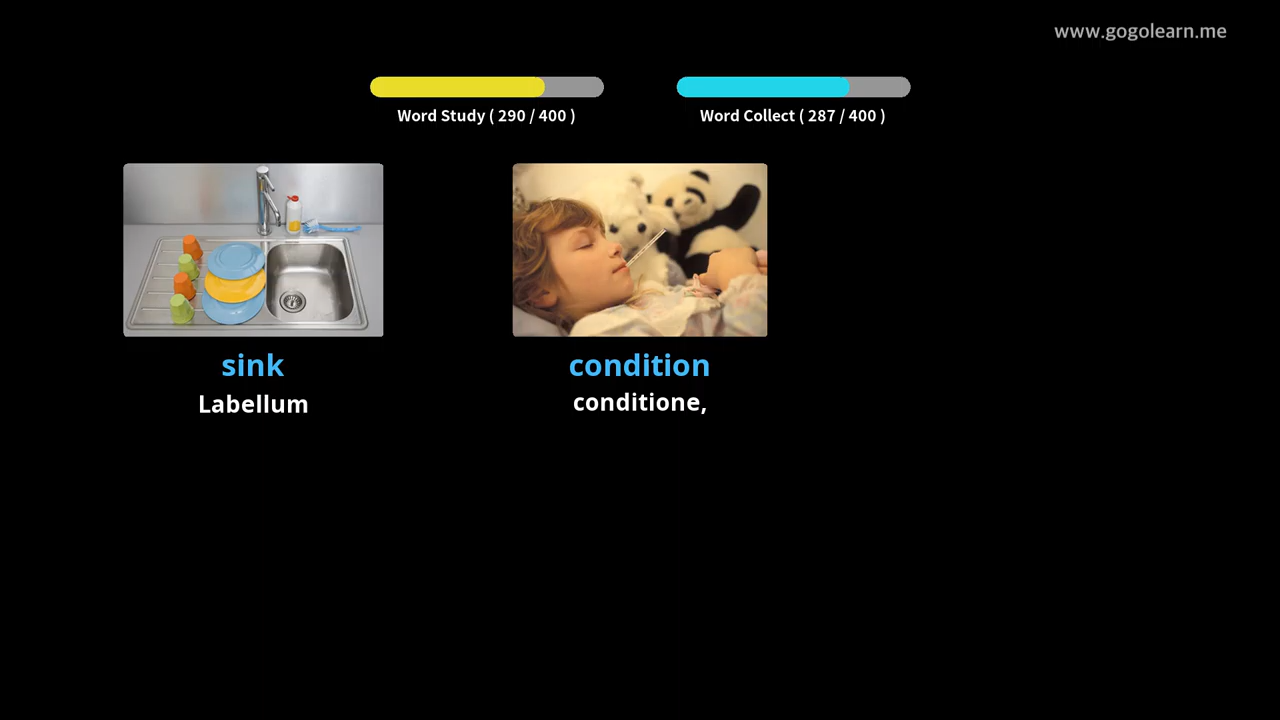 www.gogolearn.me
Word Study ( 290 / 400 )
Word Collect ( 287 / 400 )
sink
Labellum
condition
conditione,